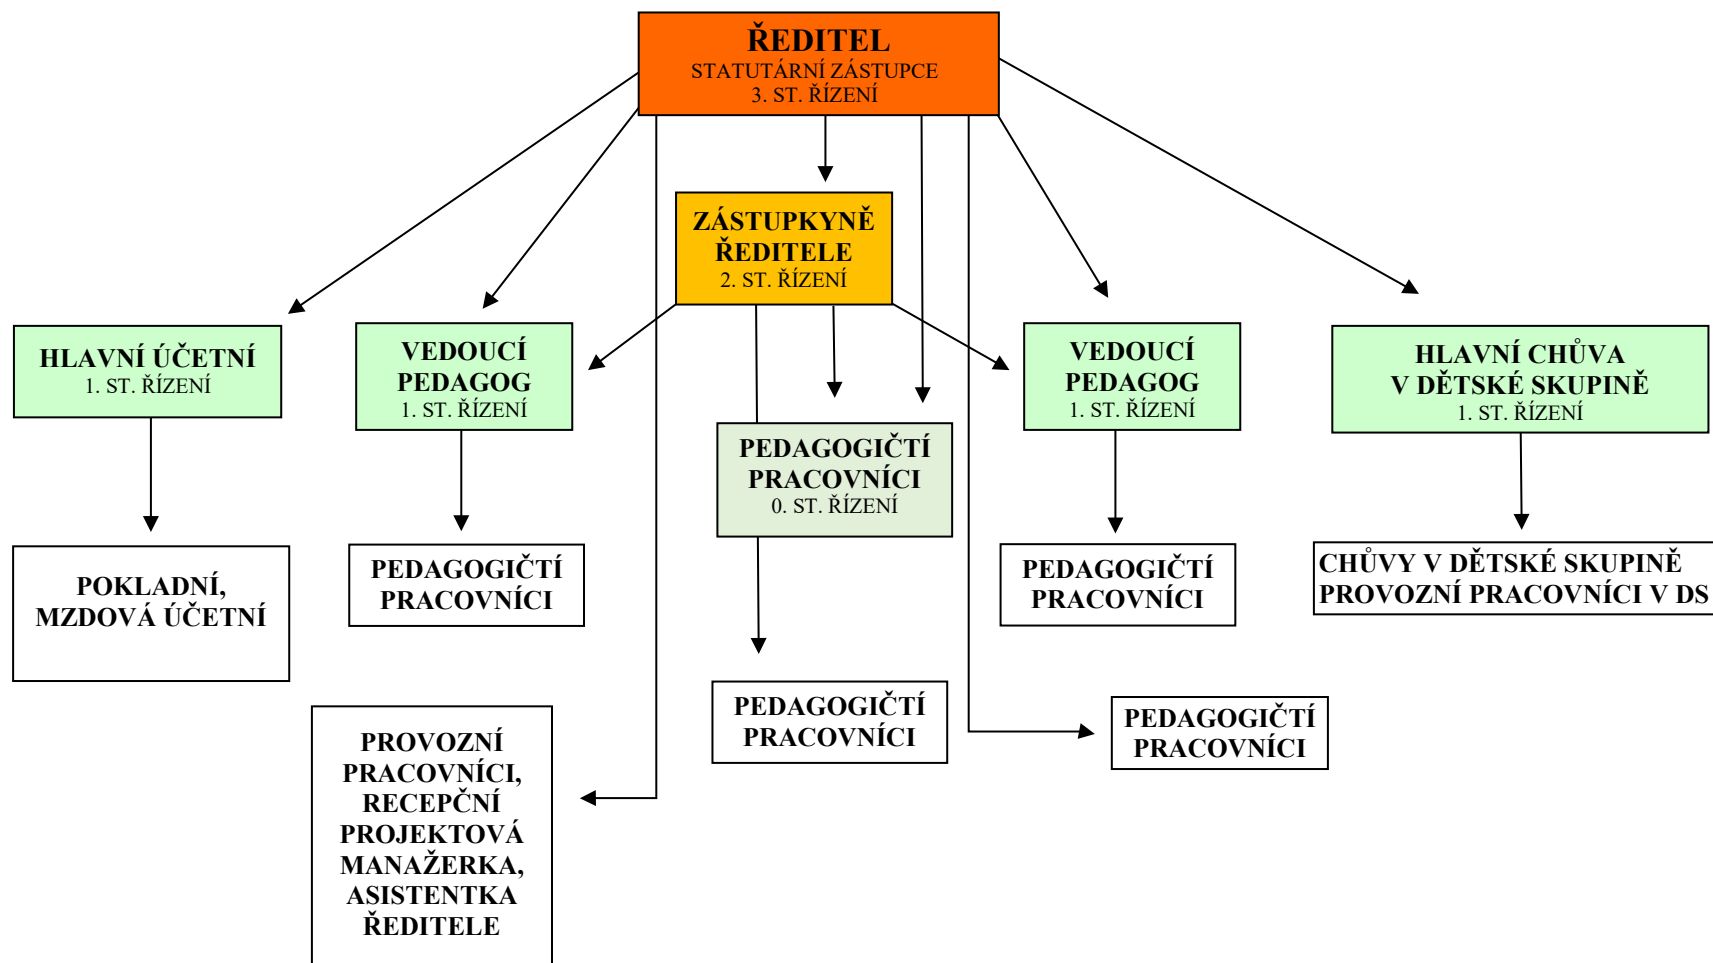 ŘEDITEL
STATUTÁRNÍ ZÁSTUPCE
3. ST. ŘÍZENÍ
ZÁSTUPKYNĚ
ŘEDITELE
2. ST. ŘÍZENÍ
HLAVNÍ ÚČETNÍ
1. ST. ŘÍZENÍ
VEDOUCÍ
PEDAGOG
1. ST. ŘÍZENÍ
VEDOUCÍ
PEDAGOG
1. ST. ŘÍZENÍ
HLAVNÍ CHŮVA
V DĚTSKÉ SKUPINĚ
1. ST. ŘÍZENÍ
PEDAGOGIČTÍ
PRACOVNÍCI
0. ST. ŘÍZENÍ
POKLADNÍ,
MZDOVÁ ÚČETNÍ
PEDAGOGIČTÍ
PRACOVNÍCI
PEDAGOGIČTÍ
PRACOVNÍCI
CHŮVY V DĚTSKÉ SKUPINĚ
PROVOZNÍ PRACOVNÍCI V DS
PEDAGOGIČTÍ
PRACOVNÍCI
PEDAGOGIČTÍ
PRACOVNÍCI
PROVOZNÍ
PRACOVNÍCI,
RECEPČNÍ
PROJEKTOVÁ
MANAŽERKA,
ASISTENTKA
ŘEDITELE